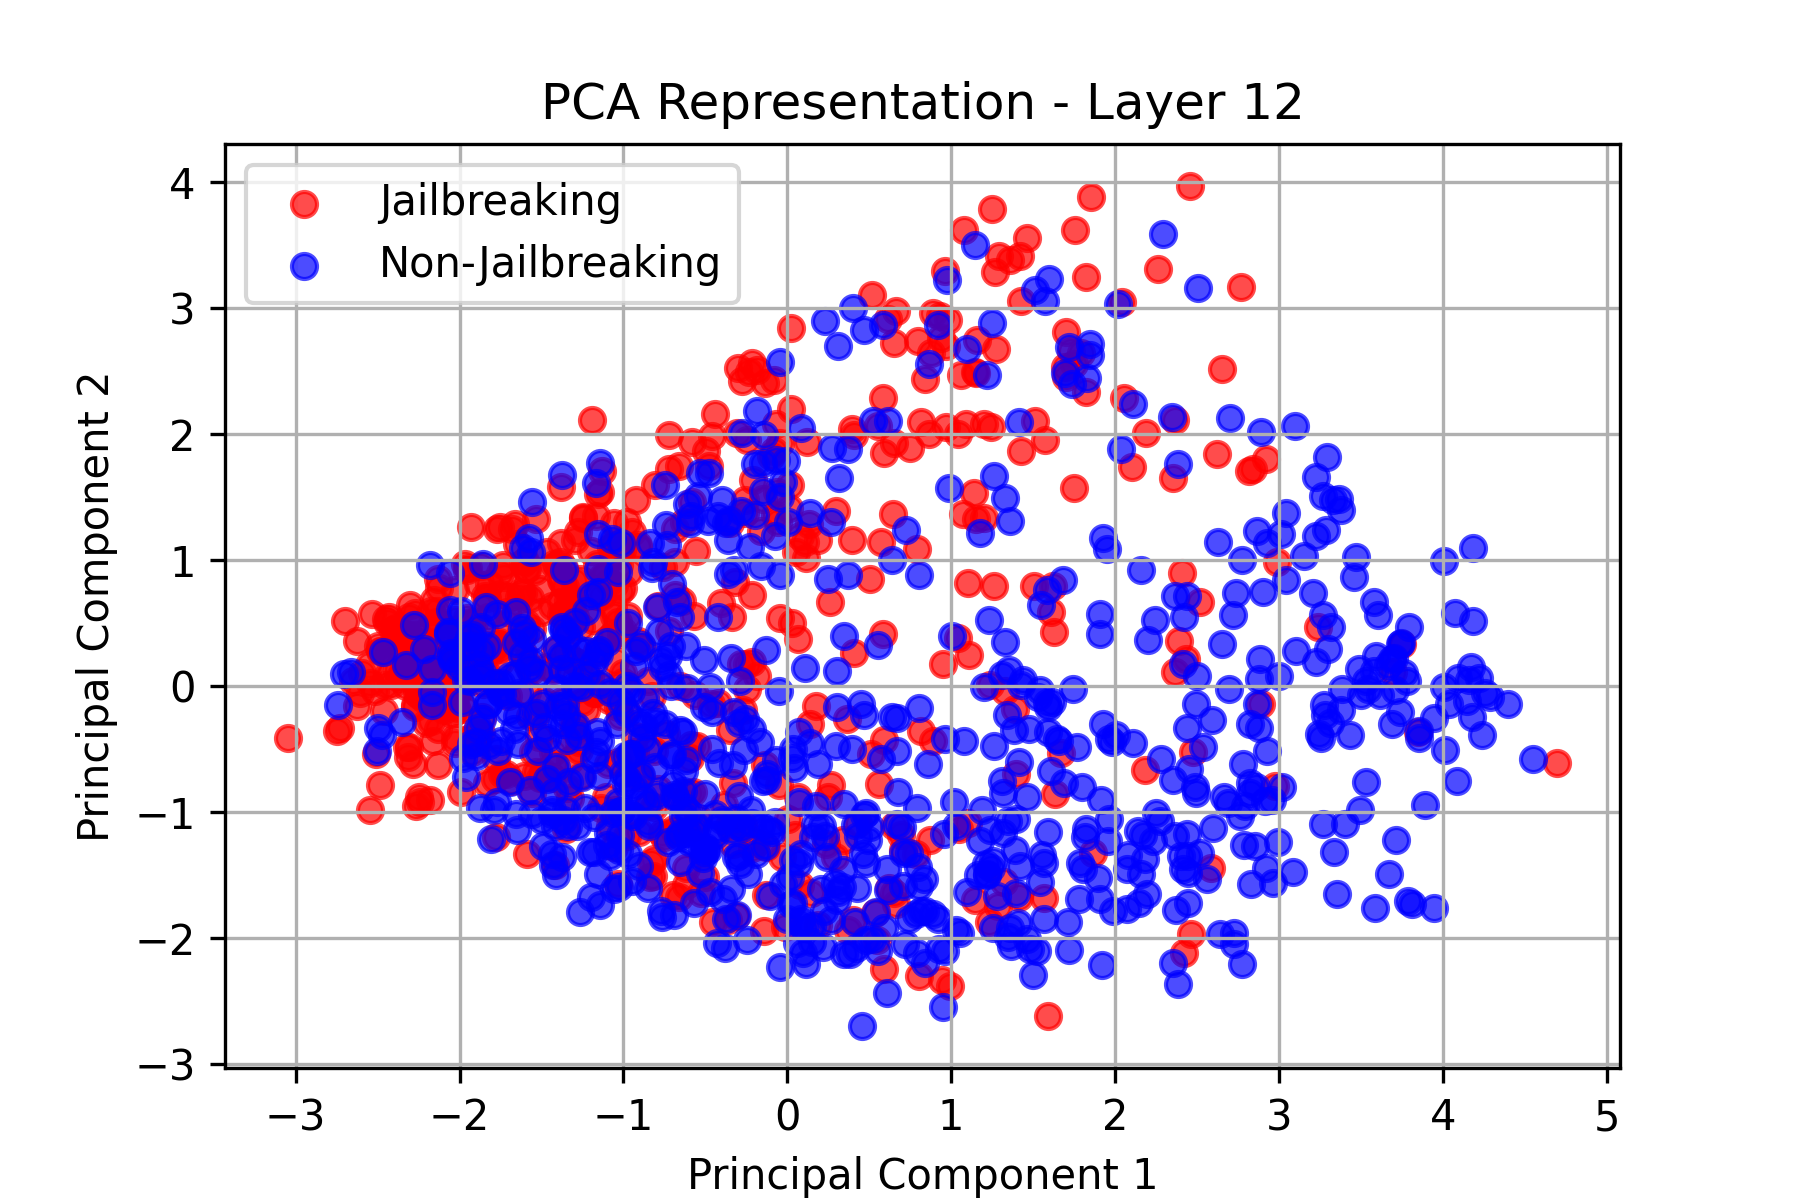 PCA Representation - Layer 12
Jailbreaking
Non-Jailbreaking
4
3
2
1
0
−1
−2
−3
Principal Component 2
−3 −2 −1 0 1 2 3 4 5
Principal Component 1